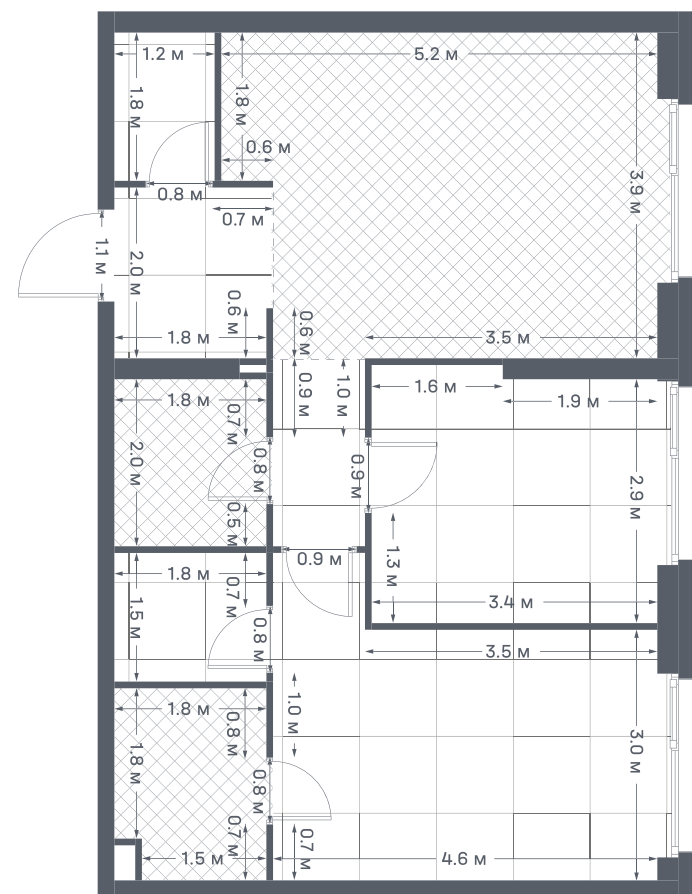 1.2 м
5.2 м
1.8 м
1.8 м
0.6 м
3.9 м
0.8 м
0.7 м
1.1 м
2.0 м
0.6 м
0.6 м
1.8 м
3.5 м
0.9 м
1.0 м
1.6 м
1.9 м
1.8 м
0.7 м
2.0 м
0.8 м
0.9 м
2.9 м
0.5 м
0.9 м
1.3 м
1.8 м
0.7 м
1.5 м
3.4 м
0.8 м
3.5 м
1.8 м
0.8 м
1.0 м
1.8 м
3.0 м
0.8 м
0.7 м
0.7 м
1.5 м
4.6 м